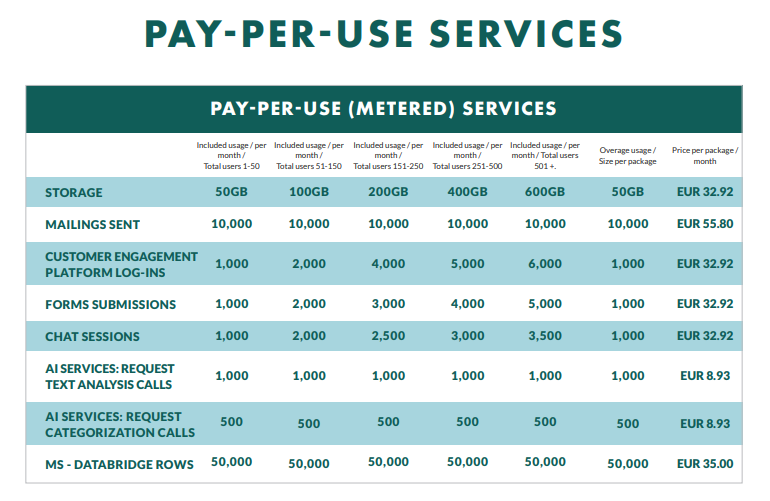 PAY-PER-USE SERVICES
PAY-PER-USE (METERED) SERVICES
Included usage / per month / Total users 1-50 Included usage / per month / Total users 51-150 Included usage / per month / Total users 151-250 Included usage / per month / Total users 251-500 Included usage / per month / Total users 501 +. Overage usage / Size per package Price per package / month
STORAGE 50GB 100GB 200GB 400GB 600GB 50GB EUR 32.92
MAILINGS SENT 10,000 10,000 10,000 10,000 10,000 10,000 EUR 55.80
CUSTOMER ENGAGEMENT PLATFORM LOG-INS 1,000 2,000 4,000 5,000 6,000 1,000 EUR 32.92
FORMS SUBMISSIONS 1,000 2,000 3,000 4,000 5,000 1,000 EUR 32.92
CHAT SESSIONS 1,000 2,000 2,500 3,000 3,500 1,000 EUR 32.92
AI SERVICES: REQUEST TEXT ANALYSIS CALLS 1,000 1,000 1,000 1,000 1,000 1,000 EUR 8.93
AI SERVICES: REQUEST CATEGORIZATION CALLS 500 500 500 500 500 500 EUR 8.93
MS - DATABRIDGE ROWS 50,000 50,000 50,000 50,000 50,000 50,000 EUR 35.00